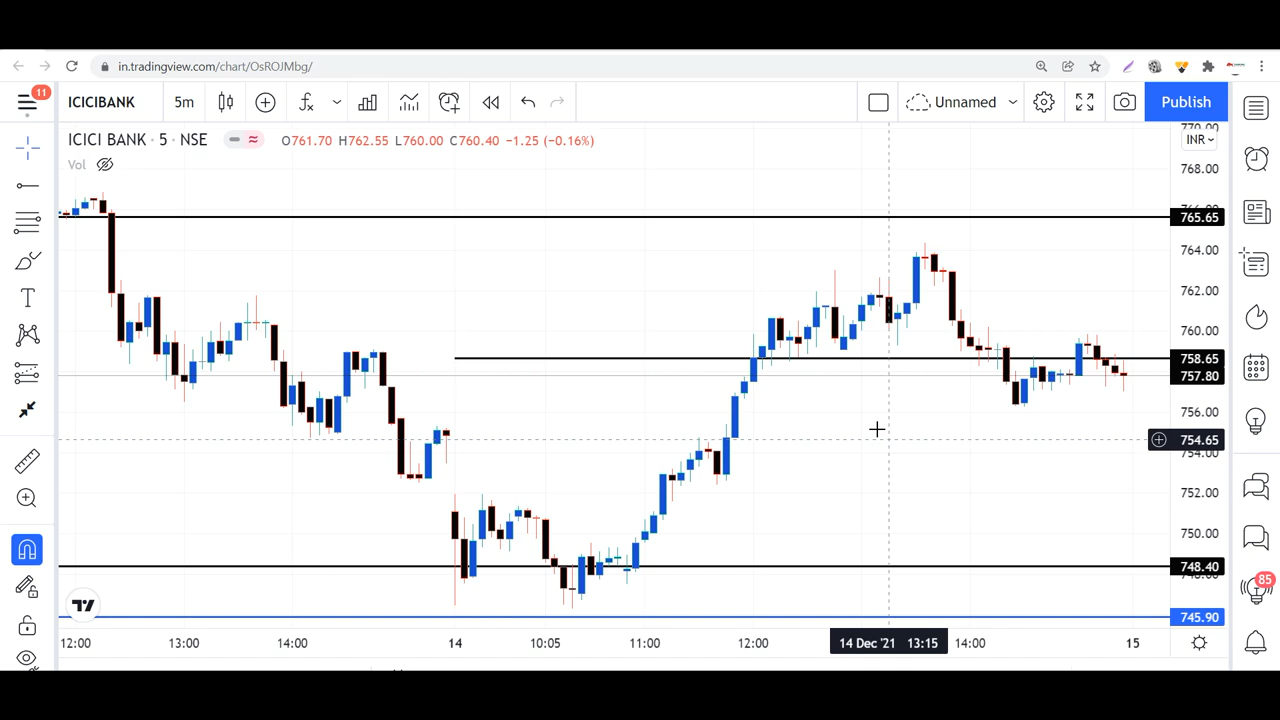 in.tradingview.com/chart/OsROJMbg/
11
ICICIBANK 5m Unnamed Publish
ICICI BANK · 5 · NSE O761.70 H762.55 L760.00 C760.40 −1.25 (−0.16%)
Vol
INR
770.00
768.00
765.65
764.00
762.00
760.00
758.65
757.80
756.00
754.65
754.00
752.00
750.00
748.40
745.90
85
12:00 13:00 14:00 14 10:05 11:00 12:00 14 Dec '21 13:15 14:00 15